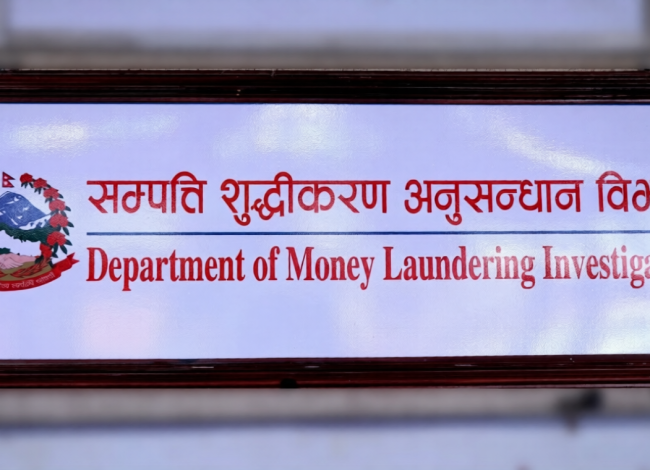 सम्पत्ति शुद्धीकरण अनुसन्धान
Department of Money Laundering